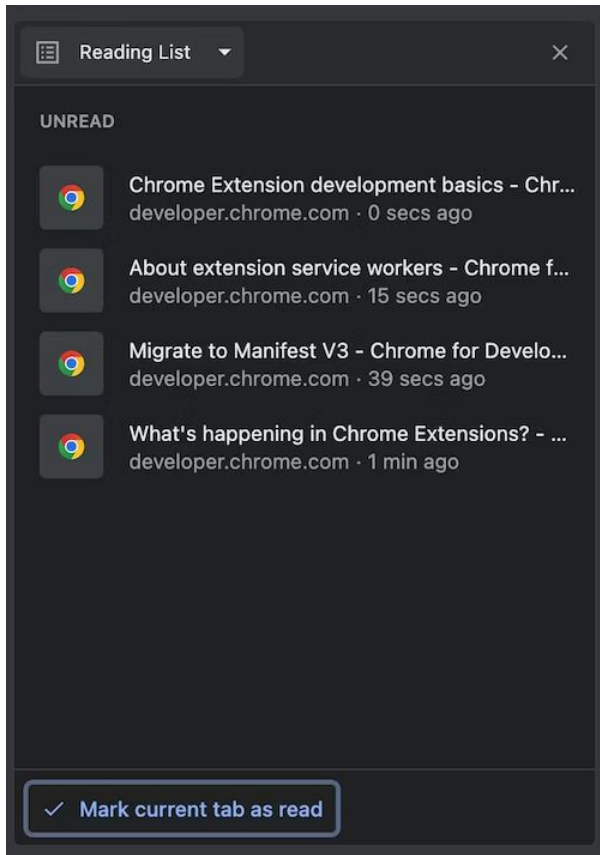 Reading List
UNREAD
Chrome Extension development basics - Chr...
developer.chrome.com · 0 secs ago
About extension service workers - Chrome f...
developer.chrome.com · 15 secs ago
Migrate to Manifest V3 - Chrome for Develo...
developer.chrome.com · 39 secs ago
What's happening in Chrome Extensions? - ...
developer.chrome.com · 1 min ago
Mark current tab as read